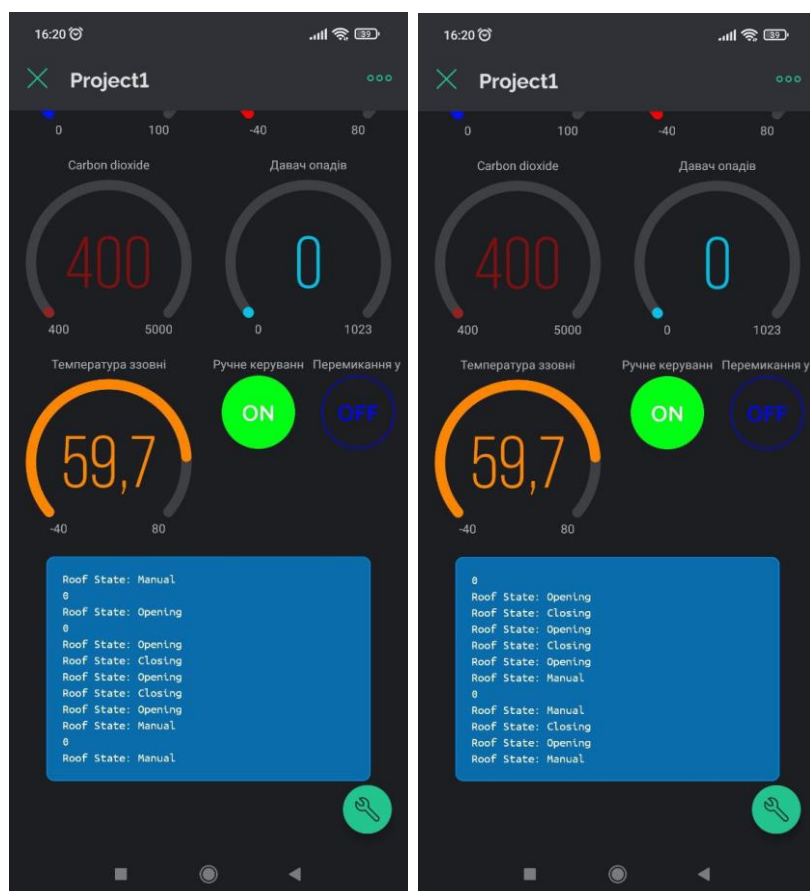 16:20
39
Project1
0 100 -40 80
Carbon dioxide Давач опадів
400 0
400 5000 0 1023
Температура ззовні Ручне керуванн Перемикання у
ON OFF
59,7
-40 80
Roof State: Manual
0
Roof State: Opening
0
Roof State: Opening
Roof State: Closing
Roof State: Opening
Roof State: Closing
Roof State: Opening
Roof State: Manual
0
Roof State: Manual
16:20
39
Project1
0 100 -40 80
Carbon dioxide Давач опадів
400 0
400 5000 0 1023
Температура ззовні Ручне керуванн Перемикання у
ON OFF
59,7
-40 80
0
Roof State: Opening
Roof State: Closing
Roof State: Opening
Roof State: Closing
Roof State: Opening
Roof State: Manual
0
Roof State: Manual
Roof State: Closing
Roof State: Opening
Roof State: Manual